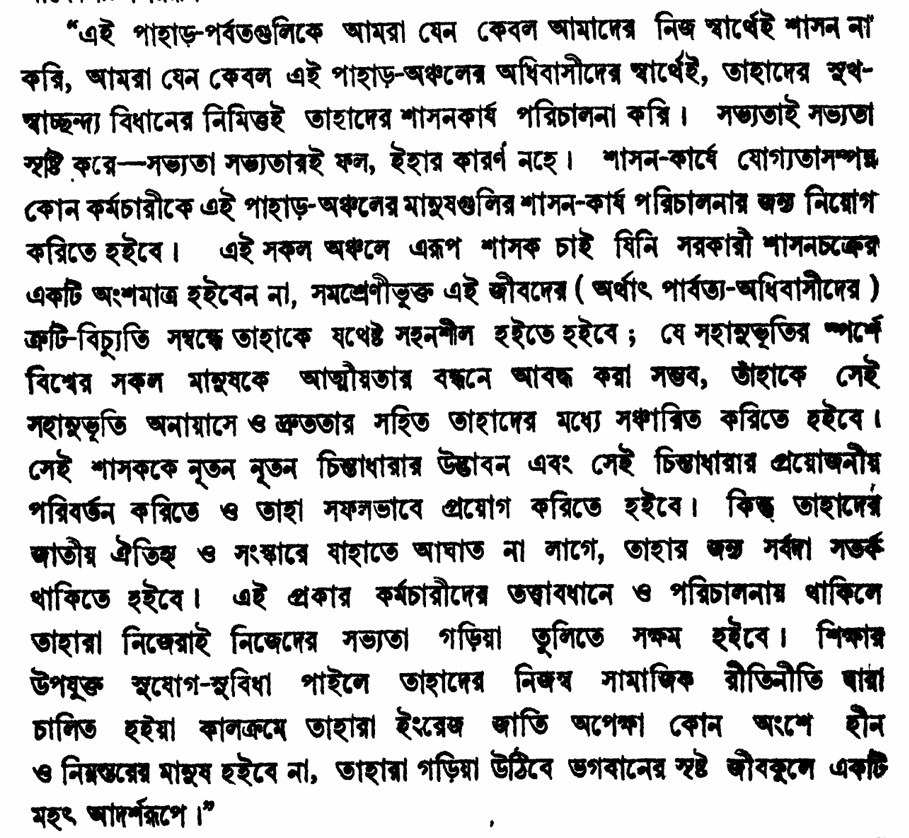 “এই পাহাড়-পর্বতগুলিকে আমরা যেন কেবল আমাদের নিজ স্বার্থেই শাসন না
করি, আমরা যেন কেবল এই পাহাড়-অঞ্চলের অধিবাসীদের স্বার্থেই, তাহাদের সুখ-
স্বাচ্ছন্দ্য বিধানের নিমিত্তই তাহাদের শাসনকার্য পরিচালনা করি। সভ্যতাই সভ্যতা
সৃষ্টি করে—সভ্যতা সভ্যতারই ফল, ইহার কারণ নহে। শাসন-কার্যে যোগ্যতাসম্পন্ন
কোন কর্মচারীকে এই পাহাড়-অঞ্চলের মানুষগুলির শাসন-কার্য পরিচালনার জন্য নিয়োগ
করিতে হইবে। এই সকল অঞ্চলে এরূপ শাসক চাই যিনি সরকারী শাসনচক্রের
একটি অংশমাত্র হইবেন না, সমশ্রেণীভুক্ত এই জীবদের (অর্থাৎ পার্বত্য-অধিবাসীদের)
ত্রুটি-বিচ্যুতি সম্বন্ধে তাহাকে যথেষ্ট সহনশীল হইতে হইবে; যে সহানুভূতির স্পর্শে
বিশ্বের সকল মানুষকে আত্মীয়তার বন্ধনে আবদ্ধ করা সম্ভব, তাঁহাকে সেই
সহানুভূতি অনায়াসে ও দ্রুততার সহিত তাহাদের মধ্যে সঞ্চারিত করিতে হইবে।
সেই শাসককে নূতন নূতন চিন্তাধারার উদ্ভাবন এবং সেই চিন্তাধারার প্রয়োজনীয়
পরিবর্তন করিতে ও তাহা সফলভাবে প্রয়োগ করিতে হইবে। কিন্তু তাহাদের
জাতীয় ঐতিহ্য ও সংস্কারে যাহাতে আঘাত না লাগে, তাহার জন্য সর্বদা সতর্ক
থাকিতে হইবে। এই প্রকার কর্মচারীদের তত্ত্বাবধানে ও পরিচালনায় থাকিলে
তাহারা নিজেরাই নিজেদের সভ্যতা গড়িয়া তুলিতে সক্ষম হইবে। শিক্ষার
উপযুক্ত সুযোগ-সুবিধা পাইলে তাহাদের নিজস্ব সামাজিক রীতিনীতি দ্বারা
চালিত হইয়া কালক্রমে তাহারা ইংরেজ জাতি অপেক্ষা কোন অংশে হীন
ও নিম্নস্তরের মানুষ হইবে না, তাহারা গড়িয়া উঠিবে ভগবানের সৃষ্ট জীবকুলে একটি
মহৎ আদর্শরূপে।”